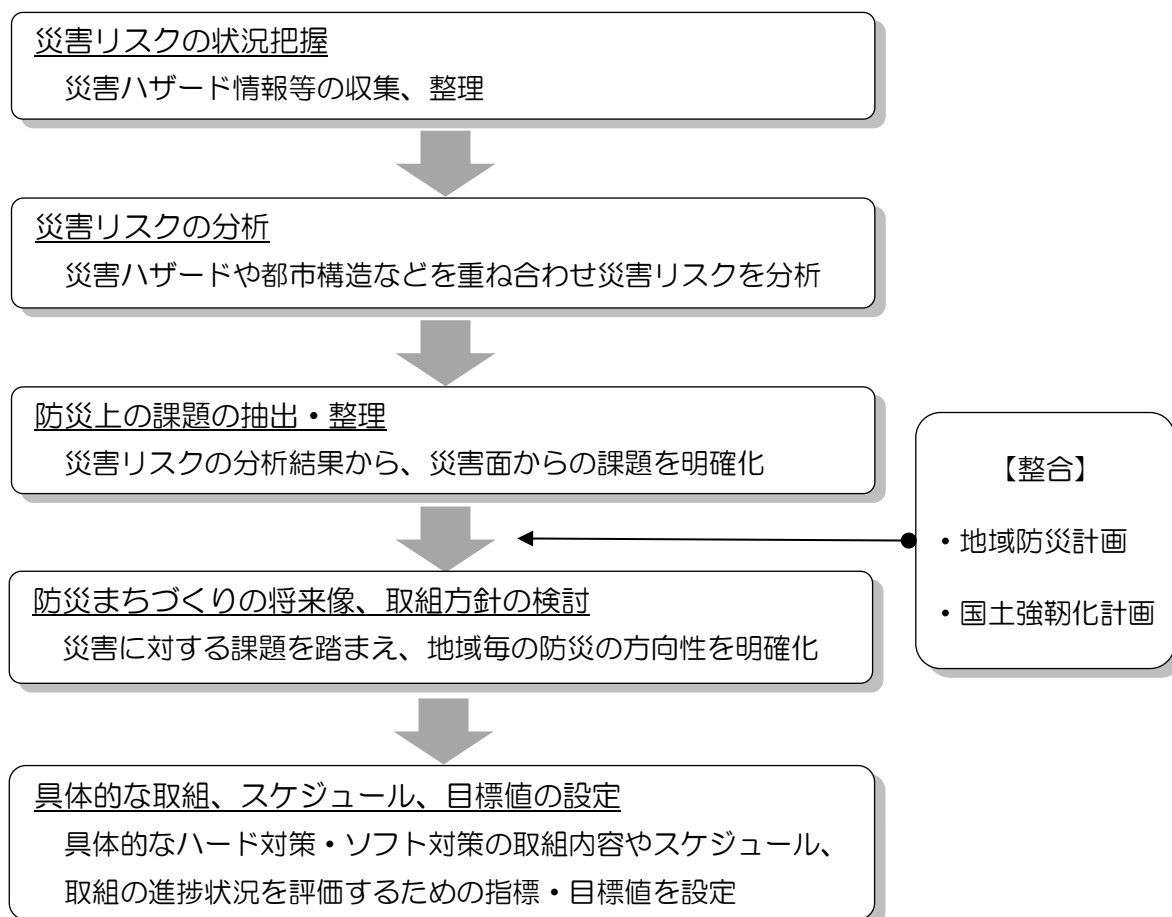 災害リスクの状況把握
災害ハザード情報等の収集、整理
災害リスクの分析
災害ハザードや都市構造などを重ね合わせ災害リスクを分析
防災上の課題の抽出・整理
災害リスクの分析結果から、災害面からの課題を明確化
【整合】
・地域防災計画
・国土強靭化計画
防災まちづくりの将来像、取組方針の検討
災害に対する課題を踏まえ、地域毎の防災の方向性を明確化
具体的な取組、スケジュール、目標値の設定
具体的なハード対策・ソフト対策の取組内容やスケジュール、
取組の進捗状況を評価するための指標・目標値を設定